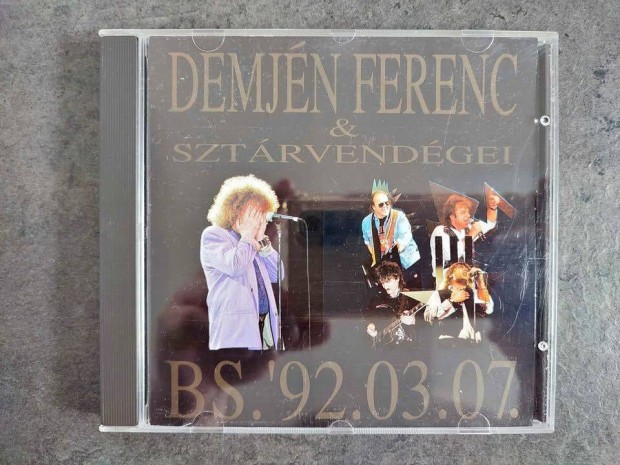 DEMJÉN FERENC
&
SZTÁRVENDÉGEI
BS. '92.03.07.